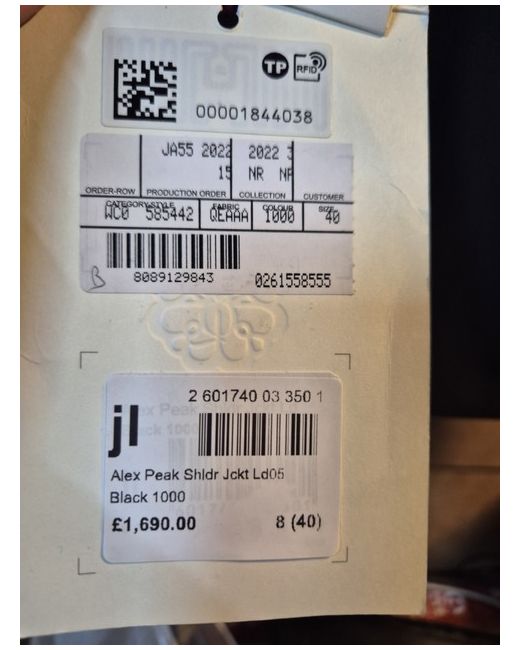 TP RFID
00001844038
JA55 2022 2022
15 NR
ORDER-ROW PRODUCTION ORDER COLLECTION CUSTOMER
CATEGORY STYLE FABRIC COLOUR SIZE
WC0 585442 QEAAA 1000 40
B 8089129843 0261558555
2 601740 03 350 1
jl
Alex Peak Shldr Jckt Ld05
Black 1000
£1,690.00 8 (40)